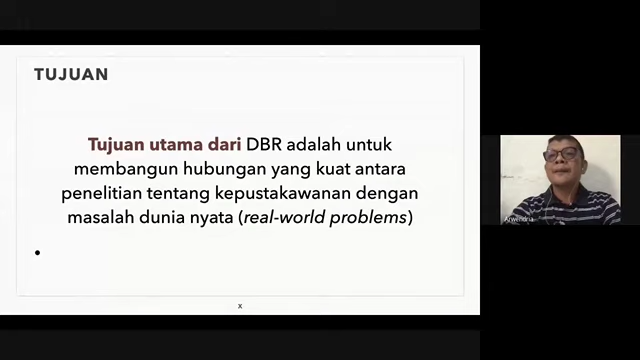 TUJUAN
Tujuan utama dari DBR adalah untuk
membangun hubungan yang kuat antara
penelitian tentang kepustakawanan dengan
masalah dunia nyata (real-world problems)
•
x
Arwendria